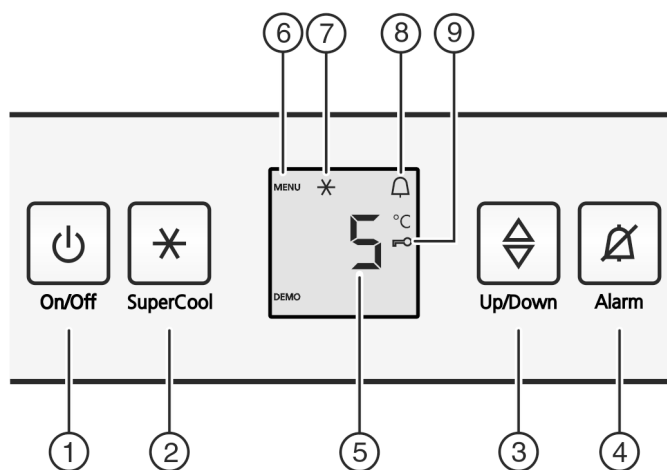 6 7 8 9
MENU
5 °C
DEMO
On/Off SuperCool Up/Down Alarm
1 2 5 3 4